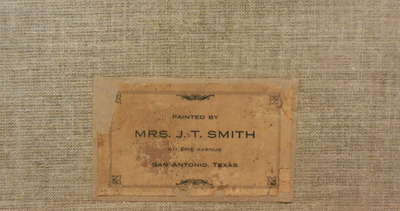 PAINTED BY
MRS. J. T. SMITH
ERIE AVENUE
SAN ANTONIO, TEXAS